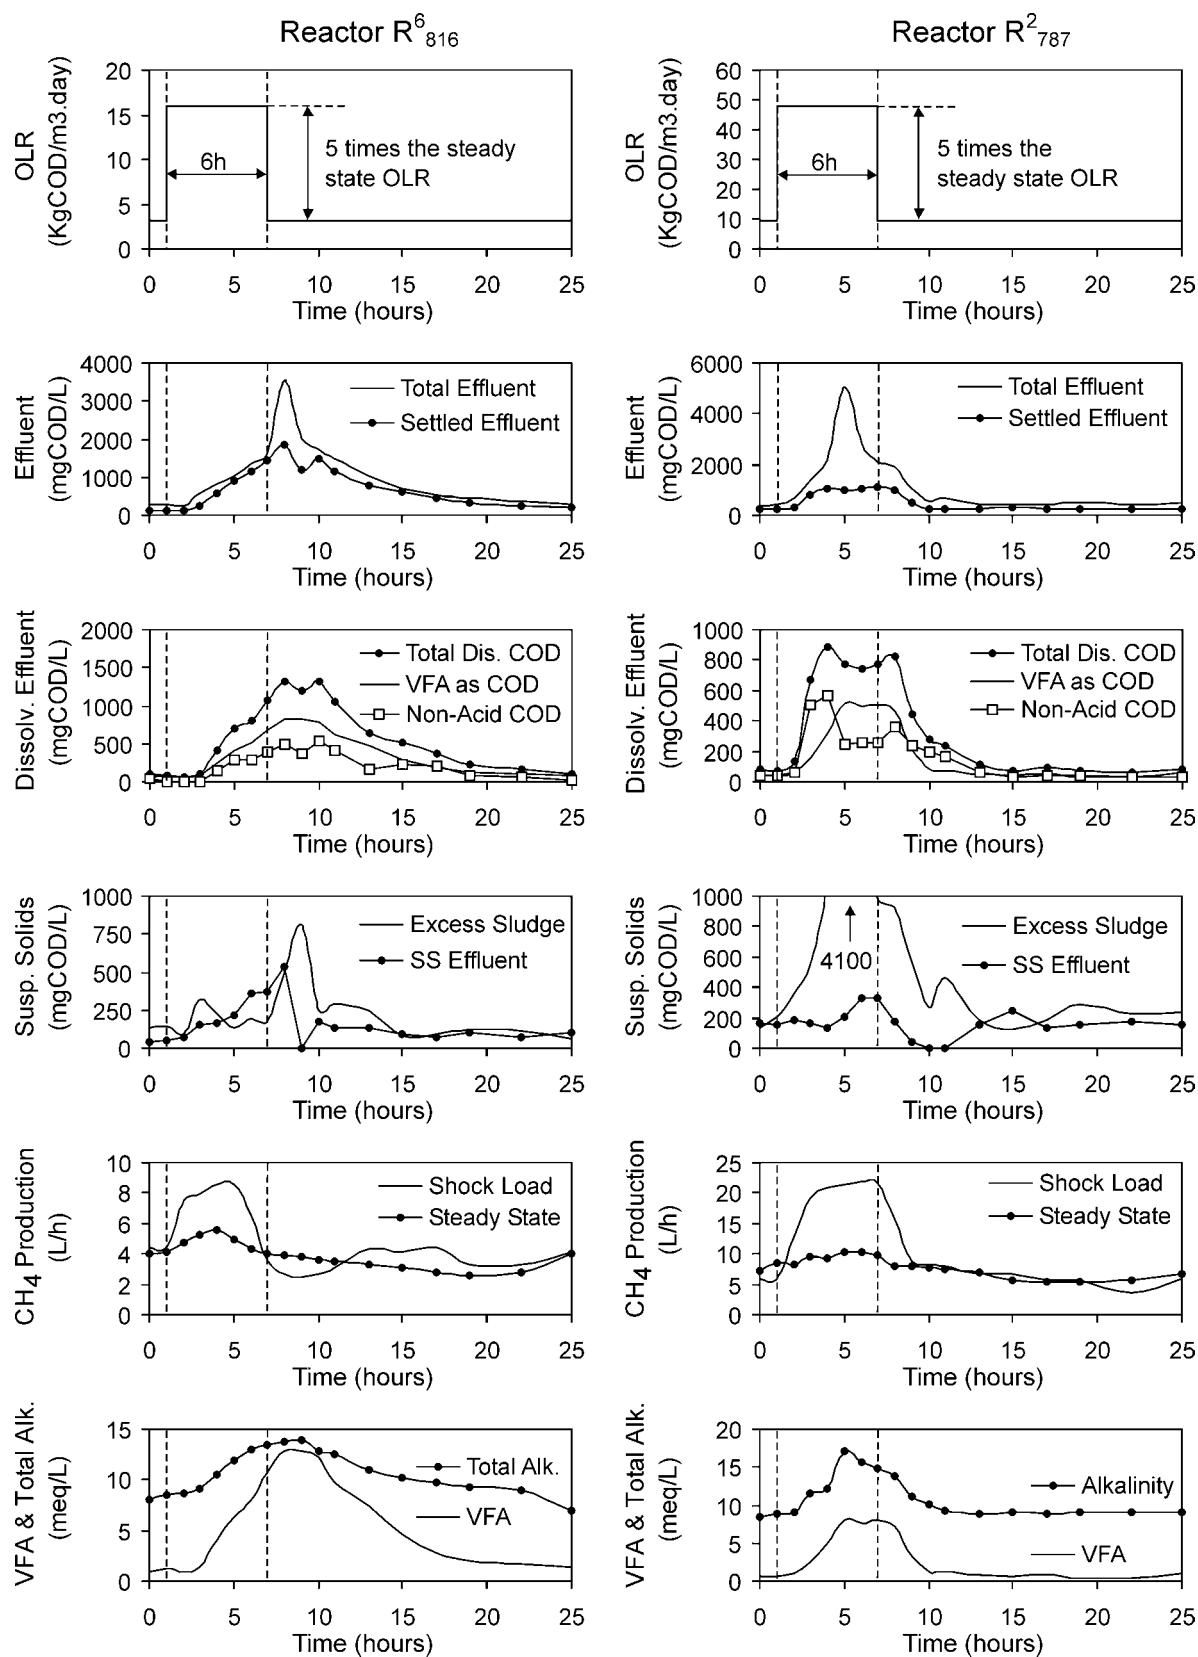 Reactor R⁶₈₁₆
OLR
(KgCOD/m3.day)
20
15
10
5
0
6h
5 times the steady
state OLR
0 5 10 15 20 25
Time (hours)
Effluent
(mgCOD/L)
4000
3000
2000
1000
0
Total Effluent
Settled Effluent
0 5 10 15 20 25
Time (hours)
Dissolv. Effluent
(mgCOD/L)
2000
1500
1000
500
0
Total Dis. COD
VFA as COD
Non-Acid COD
0 5 10 15 20 25
Time (hours)
Susp. Solids
(mgCOD/L)
1000
750
500
250
0
Excess Sludge
SS Effluent
0 5 10 15 20 25
Time (hours)
CH₄ Production
(L/h)
10
8
6
4
2
0
Shock Load
Steady State
0 5 10 15 20 25
Time (hours)
VFA & Total Alk.
(meq/L)
15
10
5
0
Total Alk.
VFA
0 5 10 15 20 25
Time (hours)
Reactor R²₇₈₇
OLR
(KgCOD/m3.day)
60
50
40
30
20
10
0
6h
5 times the
steady state OLR
0 5 10 15 20 25
Time (hours)
Effluent
(mgCOD/L)
6000
4000
2000
0
Total Effluent
Settled Effluent
0 5 10 15 20 25
Time (hours)
Dissolv. Effluent
(mgCOD/L)
1000
800
600
400
200
0
Total Dis. COD
VFA as COD
Non-Acid COD
0 5 10 15 20 25
Time (hours)
Susp. Solids
(mgCOD/L)
1000
800
600
400
200
0
4100
Excess Sludge
SS Effluent
0 5 10 15 20 25
Time (hours)
CH₄ Production
(L/h)
25
20
15
10
5
0
Shock Load
Steady State
0 5 10 15 20 25
Time (hours)
VFA & Total Alk.
(meq/L)
20
15
10
5
0
Alkalinity
VFA
0 5 10 15 20 25
Time (hours)